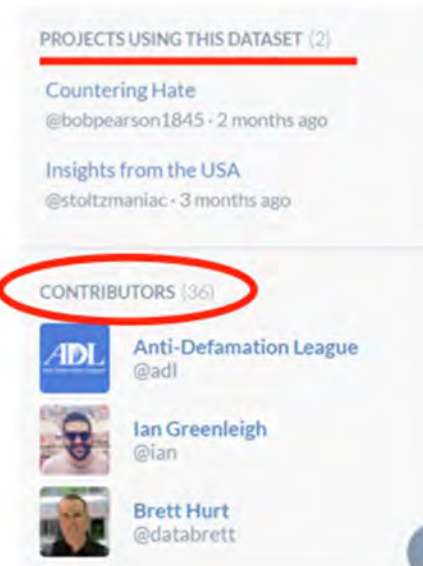 PROJECTS USING THIS DATASET (2)
Countering Hate
@bobpearson1845 · 2 months ago
Insights from the USA
@stoltzmaniac · 3 months ago
CONTRIBUTORS (36)
ADL
Anti-Defamation League
@adl
Ian Greenleigh
@ian
Brett Hurt
@databrett